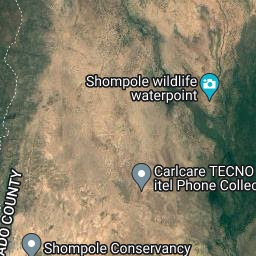 Shompole wildlife
waterpoint
Carlcare TECNO
itel Phone Collec
ADO COUNTY
Shompole Conservancy